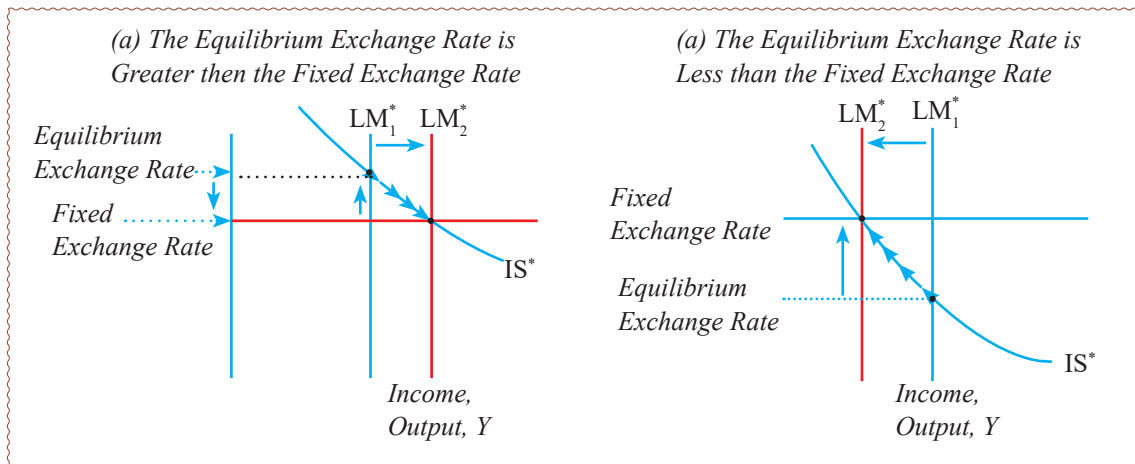 (a) The Equilibrium Exchange Rate is
Greater then the Fixed Exchange Rate
LM*1 LM*2
Equilibrium
Exchange Rate
Fixed
Exchange Rate
IS*
Income,
Output, Y
(a) The Equilibrium Exchange Rate is
Less than the Fixed Exchange Rate
LM*2 LM*1
Fixed
Exchange Rate
Equilibrium
Exchange Rate
IS*
Income,
Output, Y